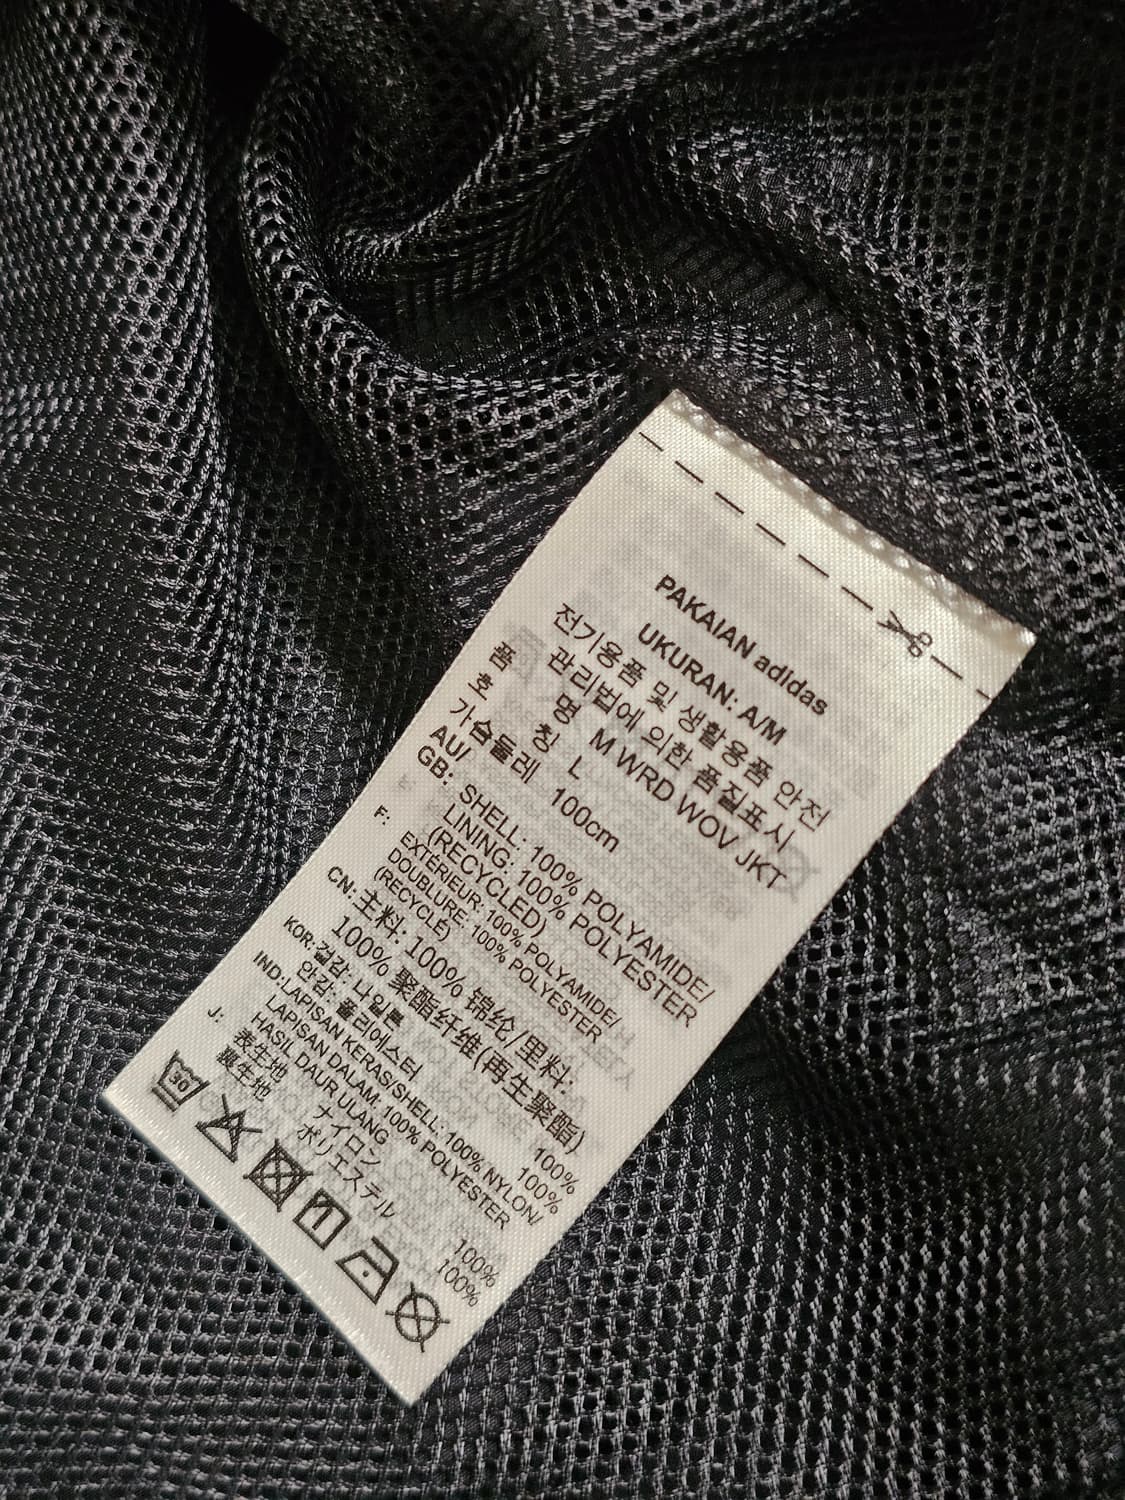 PAKAIAN adidas
UKURAN: A/M
전기용품 및 생활용품 안전
관리법에 의한 품질표시
품 명 M WRD WOV JKT
호 칭 L
가슴둘레 100cm
AU/
GB: SHELL: 100% POLYAMIDE/
LINING: 100% POLYESTER
(RECYCLED)
F: EXTÉRIEUR: 100% POLYAMIDE/
DOUBLURE: 100% POLYESTER
(RECYCLÉ)
CN: 主料: 100% 锦纶/里料:
100% 聚酯纤维(再生聚酯)
KOR: 겉감: 나일론 100%
안감: 폴리에스터 100%
IND: LAPISAN KERAS/SHELL: 100% NYLON/
LAPISAN DALAM: 100% POLYESTER
HASIL DAUR ULANG
J: 表生地 ナイロン 100%
裏生地 ポリエステル 100%
30